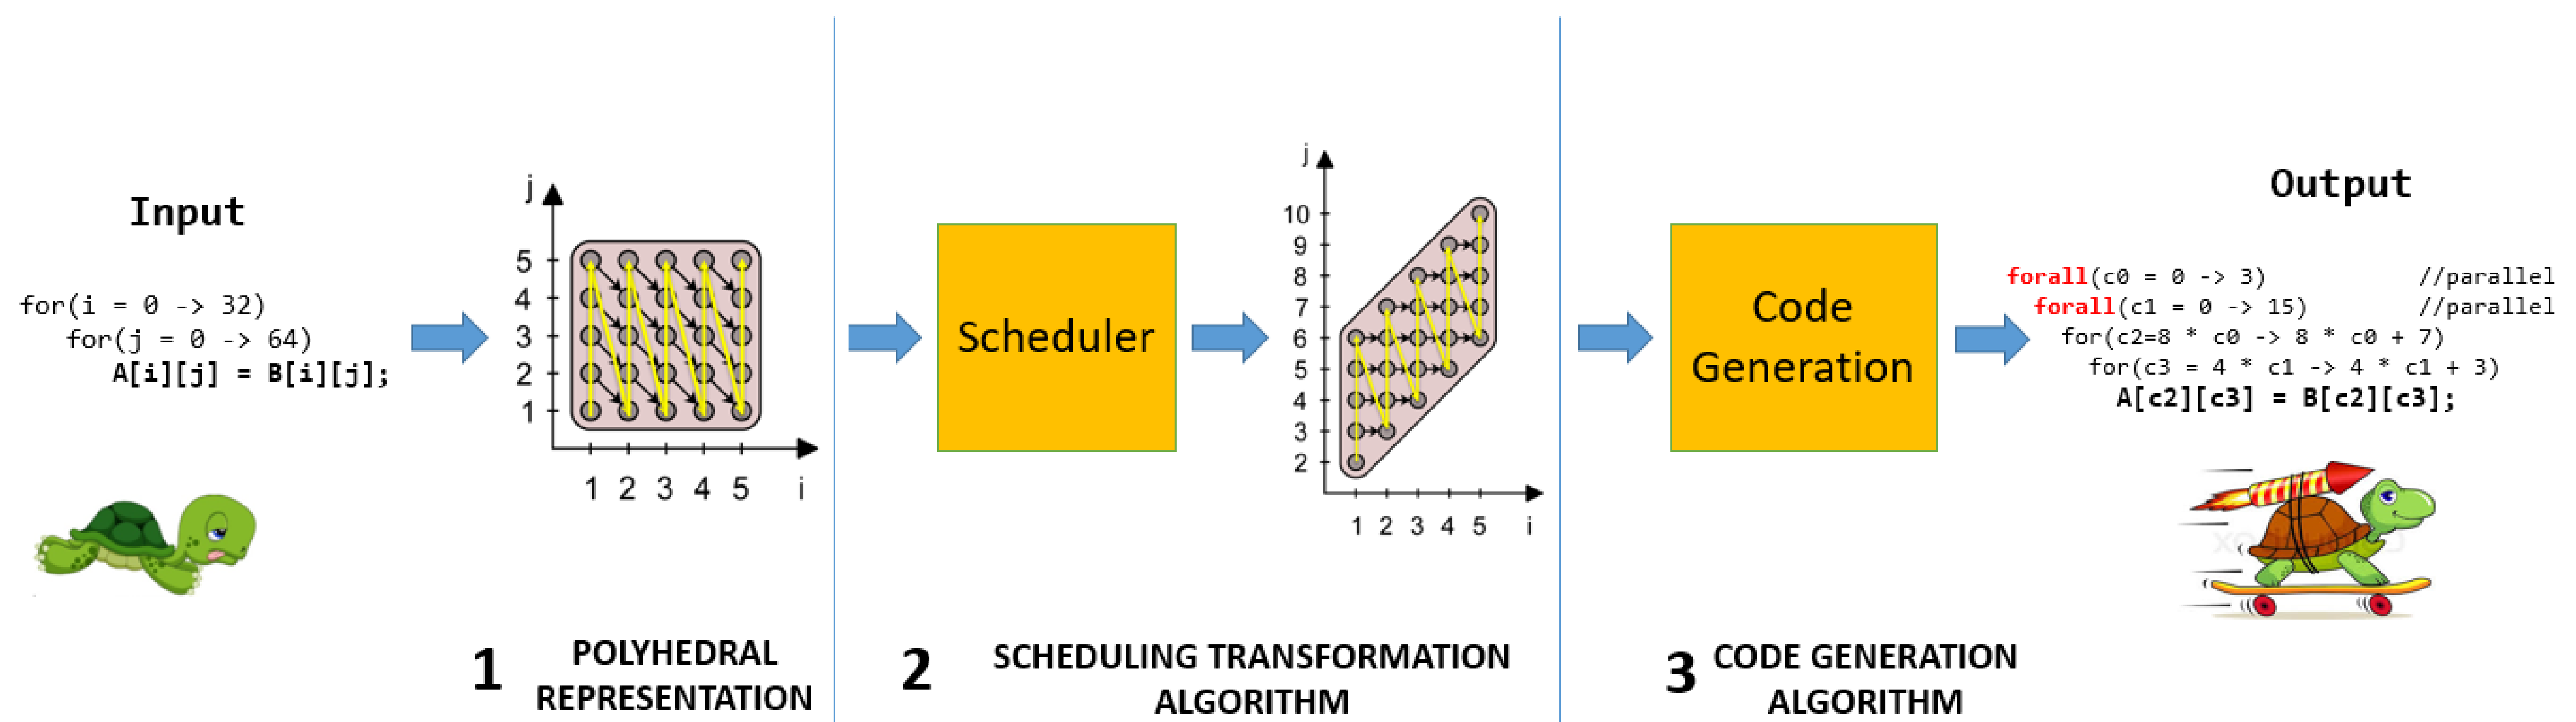 Input
for(i = 0 -> 32)
for(j = 0 -> 64)
A[i][j] = B[i][j];
j
5
4
3
2
1
1 2 3 4 5 i
1 POLYHEDRAL
REPRESENTATION
Scheduler
j
10
9
8
7
6
5
4
3
2
1 2 3 4 5 i
2 SCHEDULING TRANSFORMATION
ALGORITHM
Code
Generation
3 CODE GENERATION
ALGORITHM
Output
forall(c0 = 0 -> 3) //parallel
forall(c1 = 0 -> 15) //parallel
for(c2=8 * c0 -> 8 * c0 + 7)
for(c3 = 4 * c1 -> 4 * c1 + 3)
A[c2][c3] = B[c2][c3];